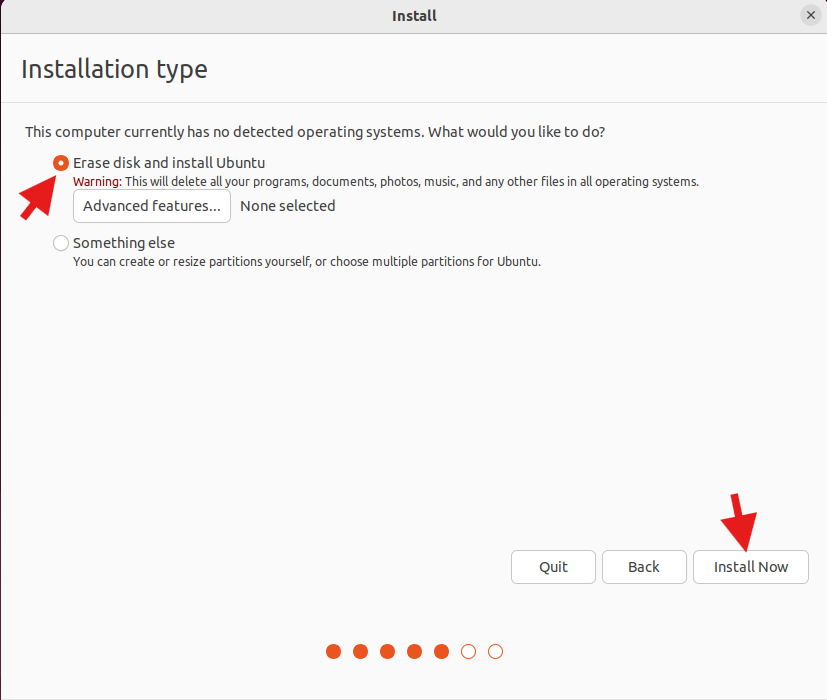 Install
Installation type
This computer currently has no detected operating systems. What would you like to do?
Erase disk and install Ubuntu
Warning: This will delete all your programs, documents, photos, music, and any other files in all operating systems.
Advanced features... None selected
Something else
You can create or resize partitions yourself, or choose multiple partitions for Ubuntu.
Quit Back Install Now